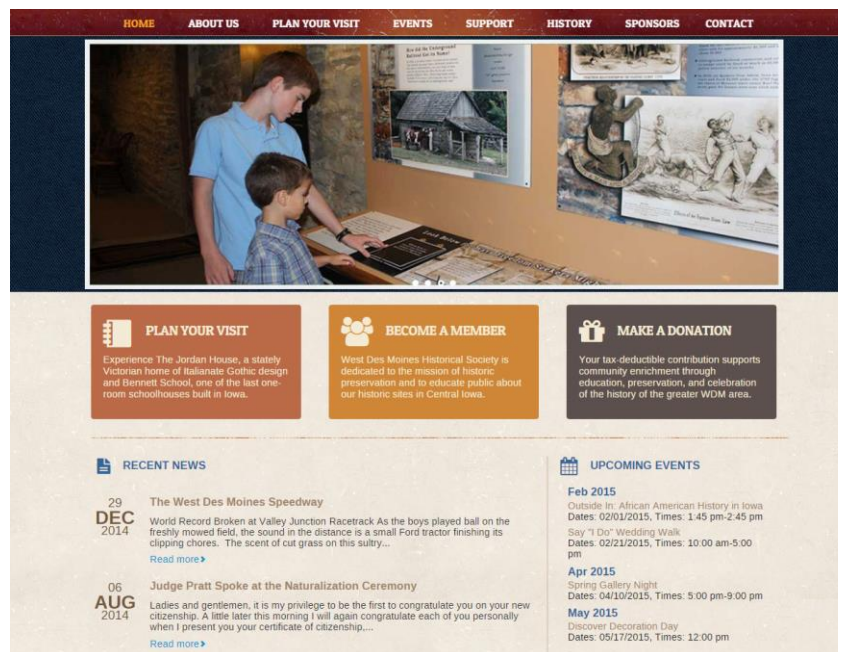 HOME ABOUT US PLAN YOUR VISIT EVENTS SUPPORT HISTORY SPONSORS CONTACT
Look Below
PLAN YOUR VISIT
Experience The Jordan House, a stately
Victorian home of Italianate Gothic design
and Bennett School, one of the last one-
room schoolhouses built in Iowa.
BECOME A MEMBER
West Des Moines Historical Society is
dedicated to the mission of historic
preservation and to educate public about
our historic sites in Central Iowa.
MAKE A DONATION
Your tax-deductible contribution supports
community enrichment through
education, preservation, and celebration
of the history of the greater WDM area.
RECENT NEWS
29
DEC
2014
The West Des Moines Speedway
World Record Broken at Valley Junction Racetrack As the boys played ball on the
freshly mowed field, the sound in the distance is a small Ford tractor finishing its
clipping chores. The scent of cut grass on this sultry...
Read more
06
AUG
2014
Judge Pratt Spoke at the Naturalization Ceremony
Ladies and gentlemen, it is my privilege to be the first to congratulate you on your new
citizenship. A little later this morning I will again congratulate each of you personally
when I present you your certificate of citizenship,...
Read more
UPCOMING EVENTS
Feb 2015
Outside In: African American History in Iowa
Dates: 02/01/2015, Times: 1:45 pm-2:45 pm
Say "I Do" Wedding Walk
Dates: 02/21/2015, Times: 10:00 am-5:00
pm
Apr 2015
Spring Gallery Night
Dates: 04/10/2015, Times: 5:00 pm-9:00 pm
May 2015
Discover Decoration Day
Dates: 05/17/2015, Times: 12:00 pm